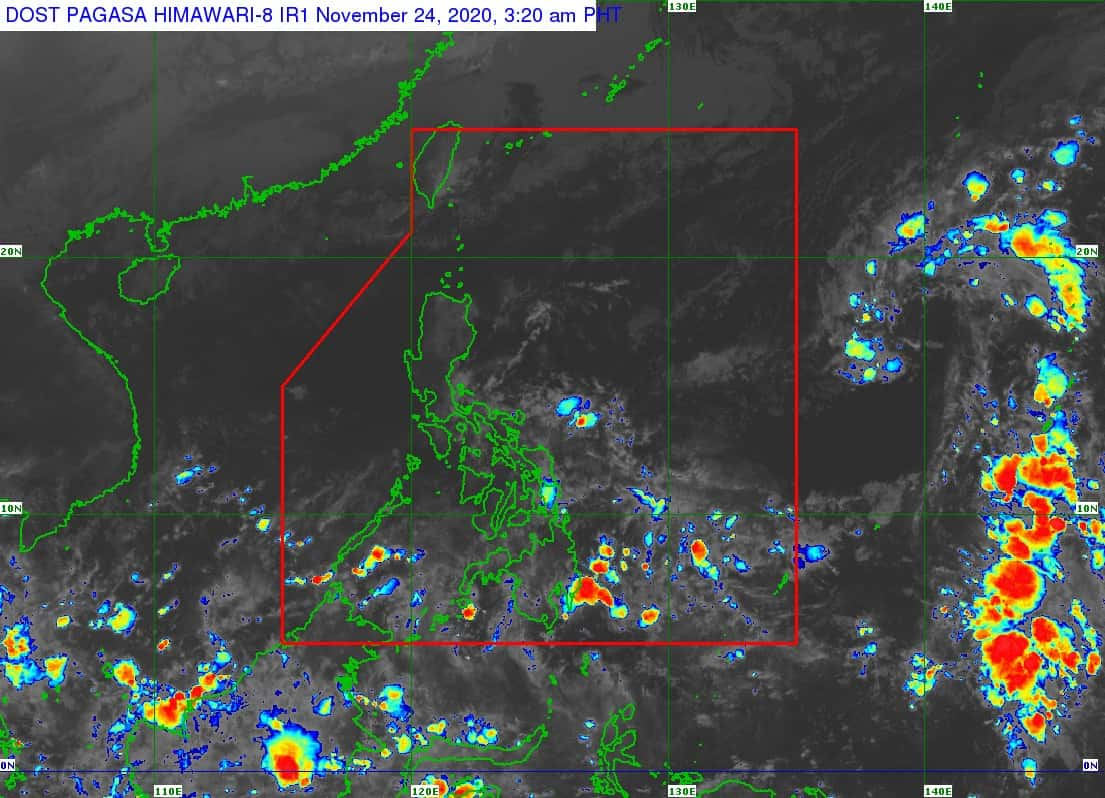 DOST PAGASA HIMAWARI-8 IR1 November 24, 2020, 3:20 am PHT
130E 140E
20N 20N
10N 10N
0N 0N
110E 120E 130E 140E